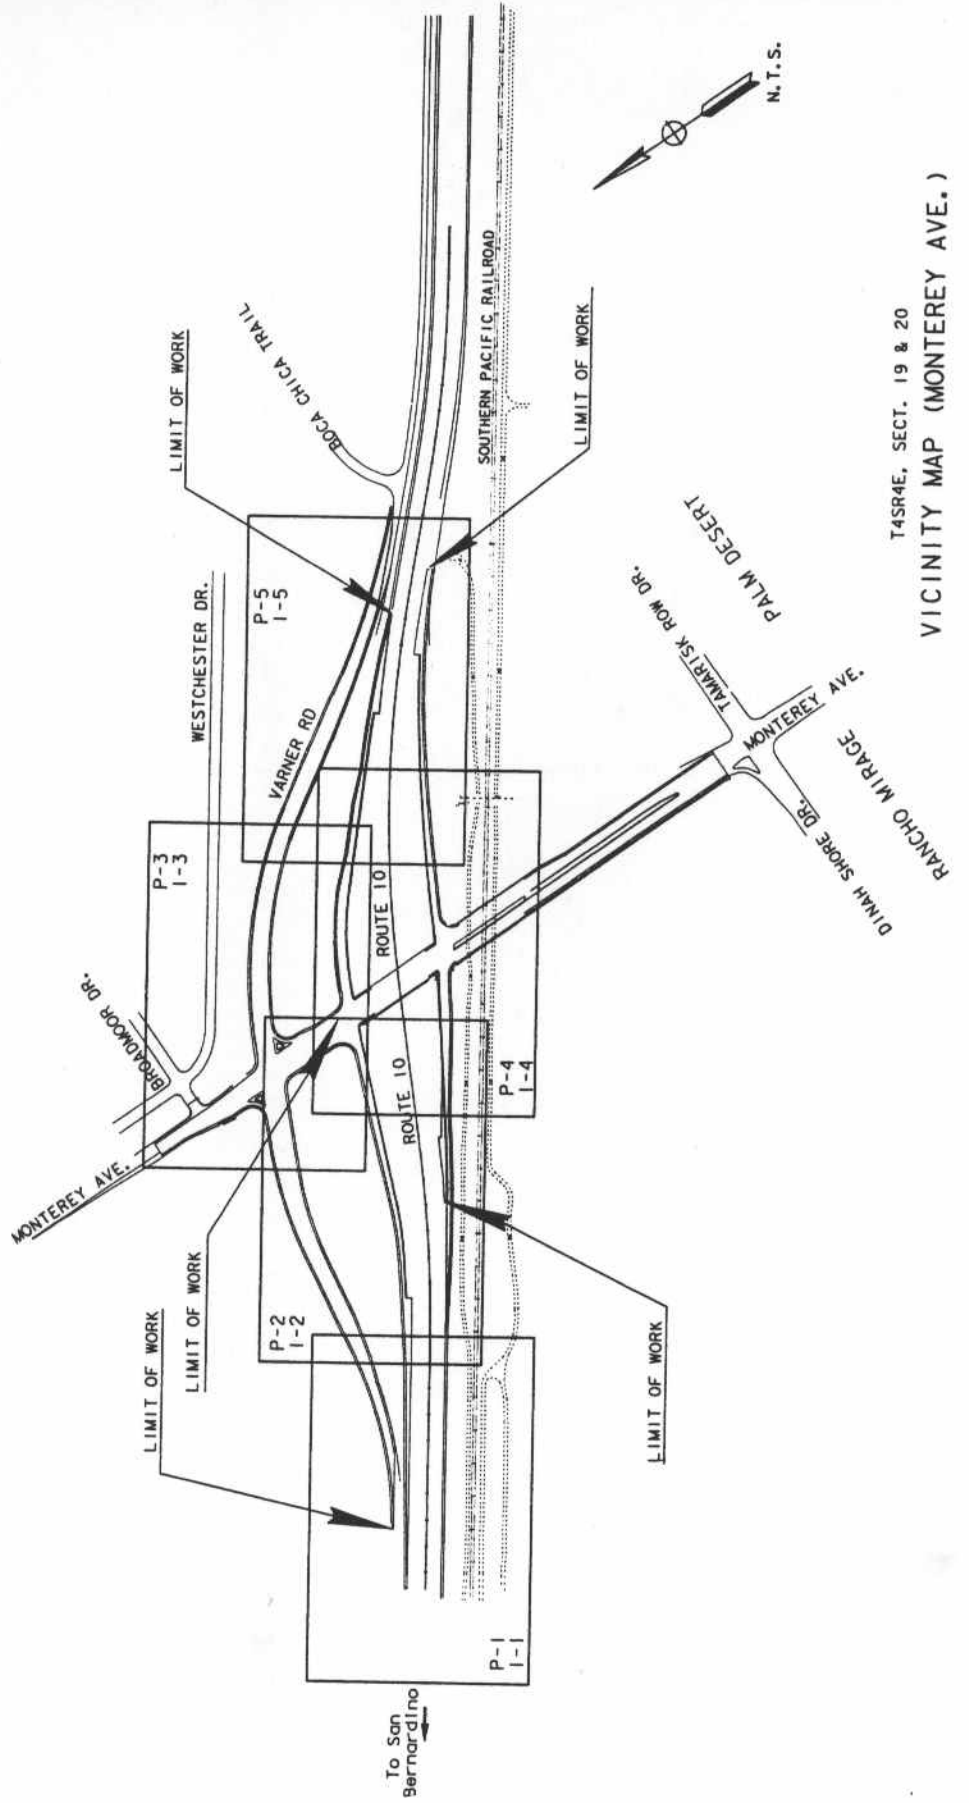 To San
Bernardino
P-1
I-1
LIMIT OF WORK
LIMIT OF WORK
P-2
I-2
LIMIT OF WORK
MONTEREY AVE.
BROADMOOR DR.
P-3
I-3
WESTCHESTER DR.
VARNER RD
ROUTE 10
ROUTE 10
P-4
I-4
P-5
I-5
LIMIT OF WORK
BOCA CHICA TRAIL
SOUTHERN PACIFIC RAILROAD
LIMIT OF WORK
TAMARISK ROW DR.
PALM DESERT
MONTEREY AVE.
DINAH SHORE DR.
RANCHO MIRAGE
N.T.S.
T4SR4E, SECT. 19 & 20
VICINITY MAP (MONTEREY AVE.)